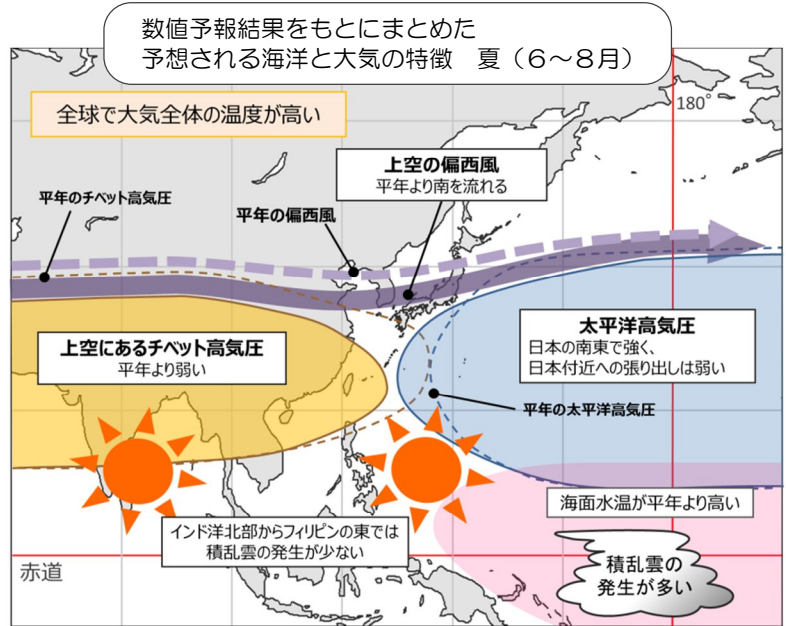 数値予報結果をもとにまとめた
予想される海洋と大気の特徴　夏（６～８月）
全球で大気全体の温度が高い
180°
上空の偏西風
平年より南を流れる
平年のチベット高気圧
平年の偏西風
上空にあるチベット高気圧
平年より弱い
太平洋高気圧
日本の南東で強く、
日本付近への張り出しは弱い
平年の太平洋高気圧
海面水温が平年より高い
インド洋北部からフィリピンの東では
積乱雲の発生が少ない
積乱雲の
発生が多い
赤道